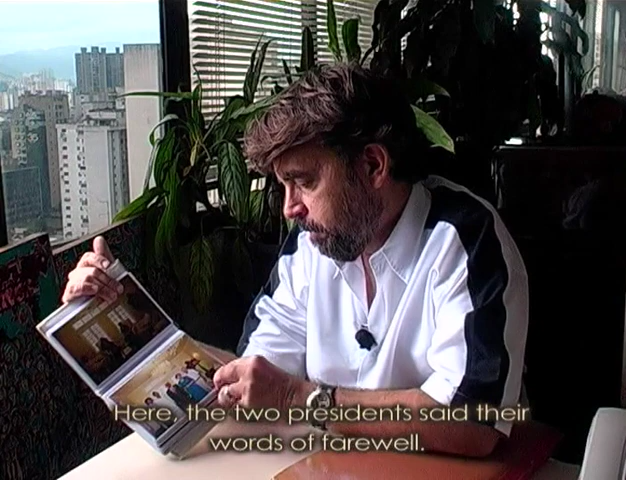 Here, the two presidents said their
words of farewell.